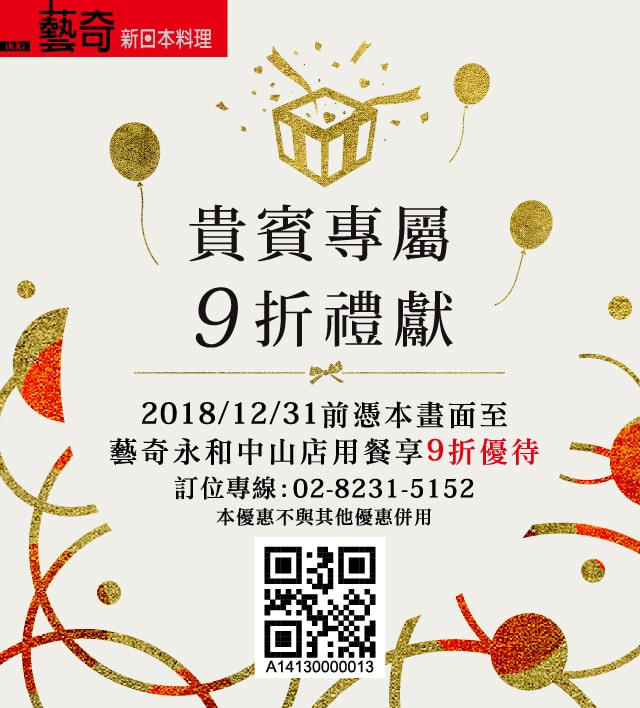 藝奇 新日本料理
ikki
貴賓專屬
9折禮獻
2018/12/31前憑本畫面至
藝奇永和中山店用餐享9折優待
訂位專線:02-8231-5152
本優惠不與其他優惠併用
A14130000013